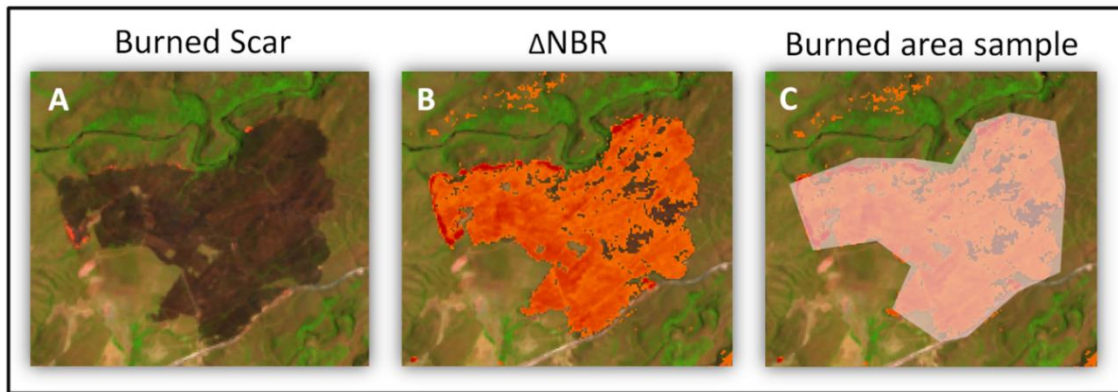 Burned Scar
ΔNBR
Burned area sample
A
B
C